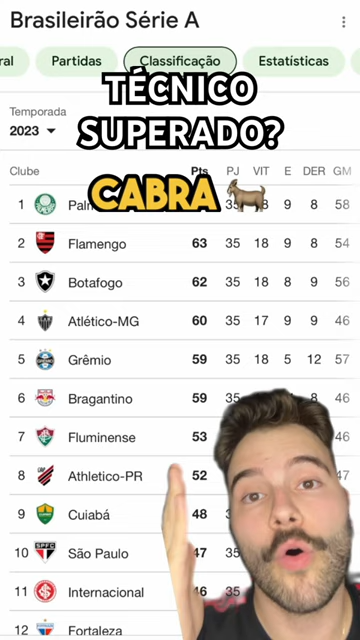 Brasileirão Série A
ral Partidas Classificação Estatísticas
Temporada
2023
TÉCNICO
SUPERADO?
CABRA
Clube Pts PJ VIT E DER GM
1 9 8 58
2 Flamengo 63 35 18 9 8 54
3 Botafogo 62 35 18 8 9 56
4 Atlético-MG 60 35 17 9 9 46
5 Grêmio 59 35 18 5 12 57
6 Bragantino 59 35 46
7 Fluminense 53 35 46
8 Athletico-PR 52 47
9 Cuiabá 48
10 São Paulo 47 35
SPFC
11 Internacional 35
12 Fortaleza